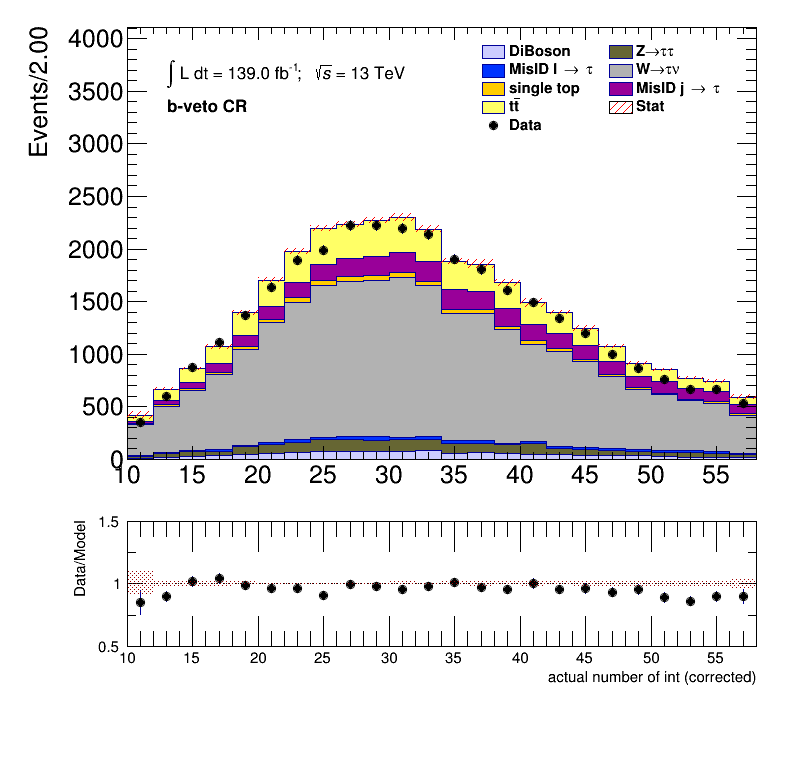 Events/2.00
4000
3500
3000
2500
2000
1500
1000
500
0
∫ L dt = 139.0 fb⁻¹; √s = 13 TeV
b-veto CR
DiBoson
MisID l → τ
single top
tt̄
Data
Z→ττ
W→τν
MisID j → τ
Stat
10 15 20 25 30 35 40 45 50 55
Data/Model
1.5
1
0.5
10 15 20 25 30 35 40 45 50 55
actual number of int (corrected)